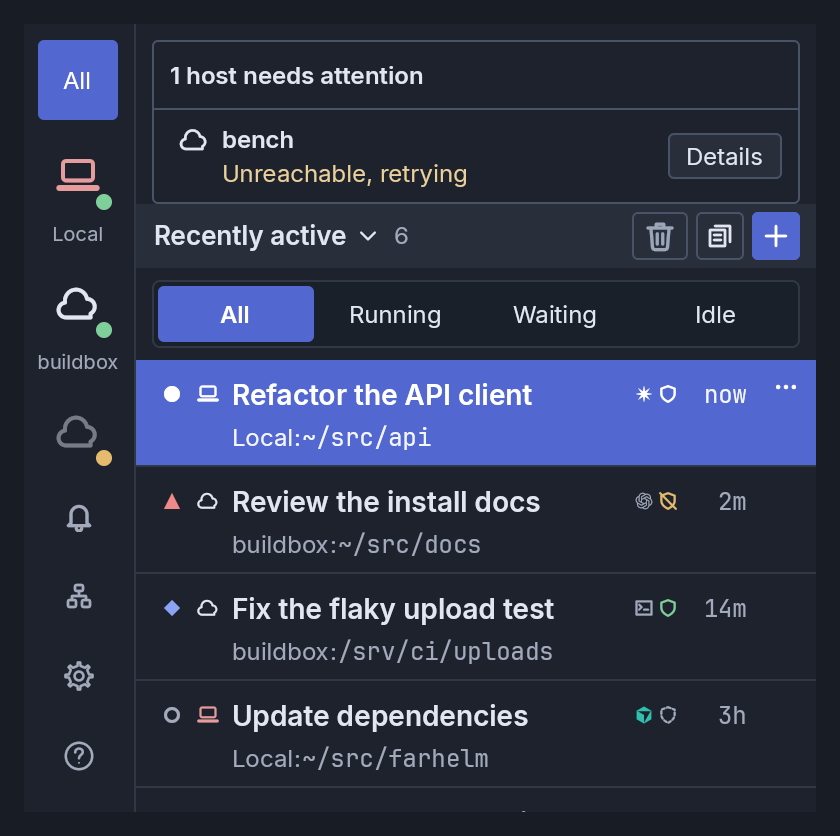 All
Local
buildbox
1 host needs attention
bench
Unreachable, retrying
Details
Recently active 6
All Running Waiting Idle
Refactor the API client now
Local:~/src/api
Review the install docs 2m
buildbox:~/src/docs
Fix the flaky upload test 14m
buildbox:/srv/ci/uploads
Update dependencies 3h
Local:~/src/farhelm